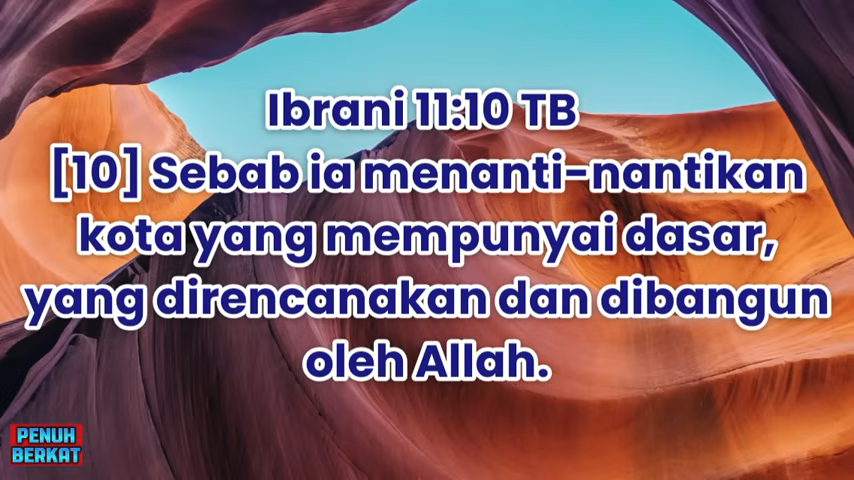 Ibrani 11:10 TB
[10] Sebab ia menanti-nantikan
kota yang mempunyai dasar,
yang direncanakan dan dibangun
oleh Allah.
PENUH
BERKAT